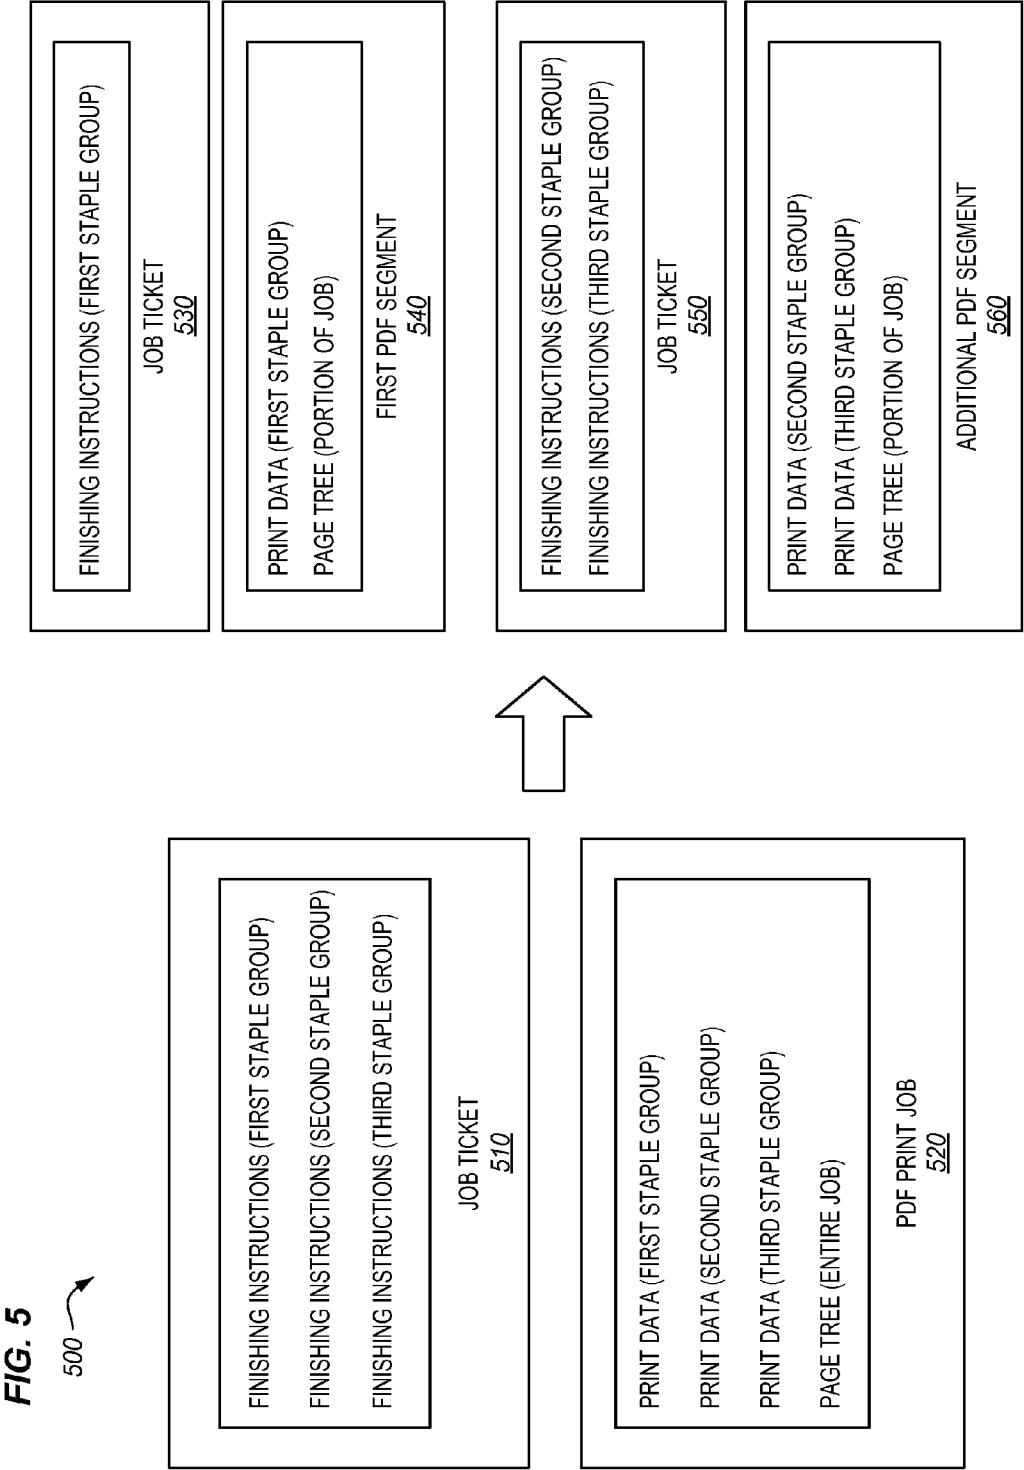 FIG. 5
500
FINISHING INSTRUCTIONS (FIRST STAPLE GROUP)
FINISHING INSTRUCTIONS (SECOND STAPLE GROUP)
FINISHING INSTRUCTIONS (THIRD STAPLE GROUP)
JOB TICKET
510
PRINT DATA (FIRST STAPLE GROUP)
PRINT DATA (SECOND STAPLE GROUP)
PRINT DATA (THIRD STAPLE GROUP)
PAGE TREE (ENTIRE JOB)
PDF PRINT JOB
520
FINISHING INSTRUCTIONS (FIRST STAPLE GROUP)
JOB TICKET
530
PRINT DATA (FIRST STAPLE GROUP)
PAGE TREE (PORTION OF JOB)
FIRST PDF SEGMENT
540
FINISHING INSTRUCTIONS (SECOND STAPLE GROUP)
FINISHING INSTRUCTIONS (THIRD STAPLE GROUP)
JOB TICKET
550
PRINT DATA (SECOND STAPLE GROUP)
PRINT DATA (THIRD STAPLE GROUP)
PAGE TREE (PORTION OF JOB)
ADDITIONAL PDF SEGMENT
560